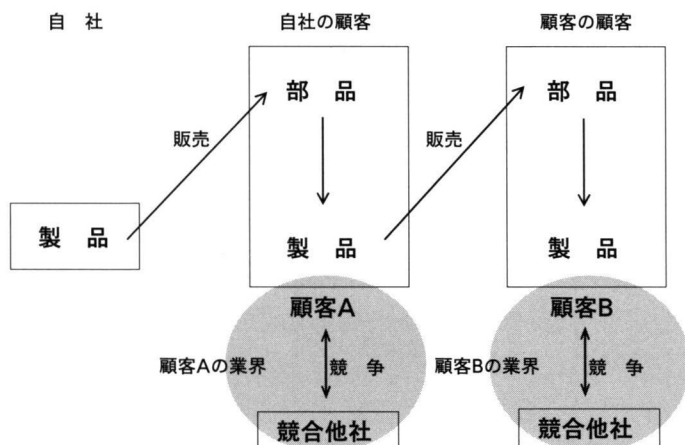 自　社　自社の顧客　顧客の顧客
部　品　部　品
販売　販売
製　品　製　品　製　品
顧客A　顧客B
顧客Aの業界　競　争　顧客Bの業界　競　争
競合他社　競合他社